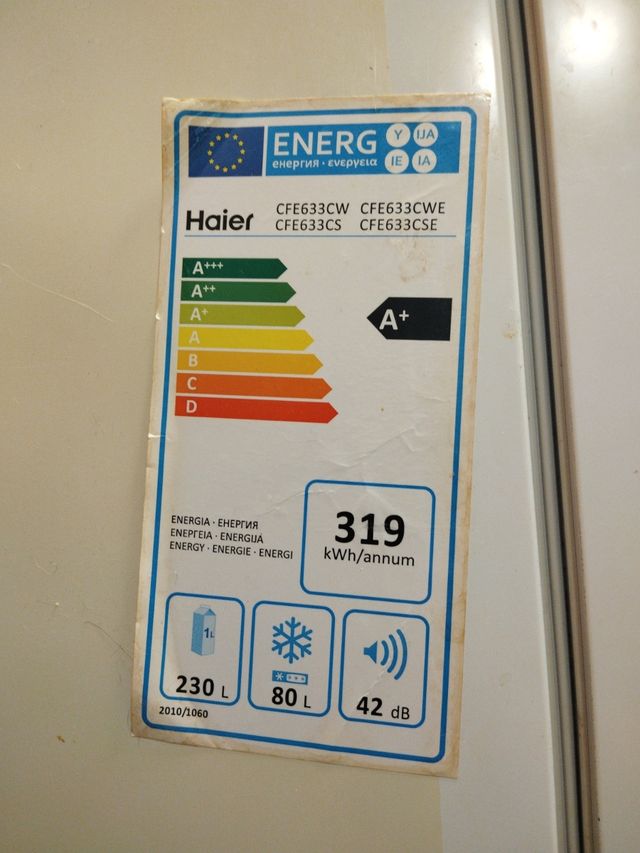 ENERG Y IJA
енергия · ενεργεια IE IA
Haier
CFE633CW CFE633CWE
CFE633CS CFE633CSE
A+++
A++
A+
A
B
C
D
A+
ENERGIA · ЕНЕРГИЯ
ΕΝΕΡΓΕΙΑ · ENERGIJA
ENERGY · ENERGIE · ENERGI
319
kWh/annum
1L
230 L
80 L
42 dB
2010/1060